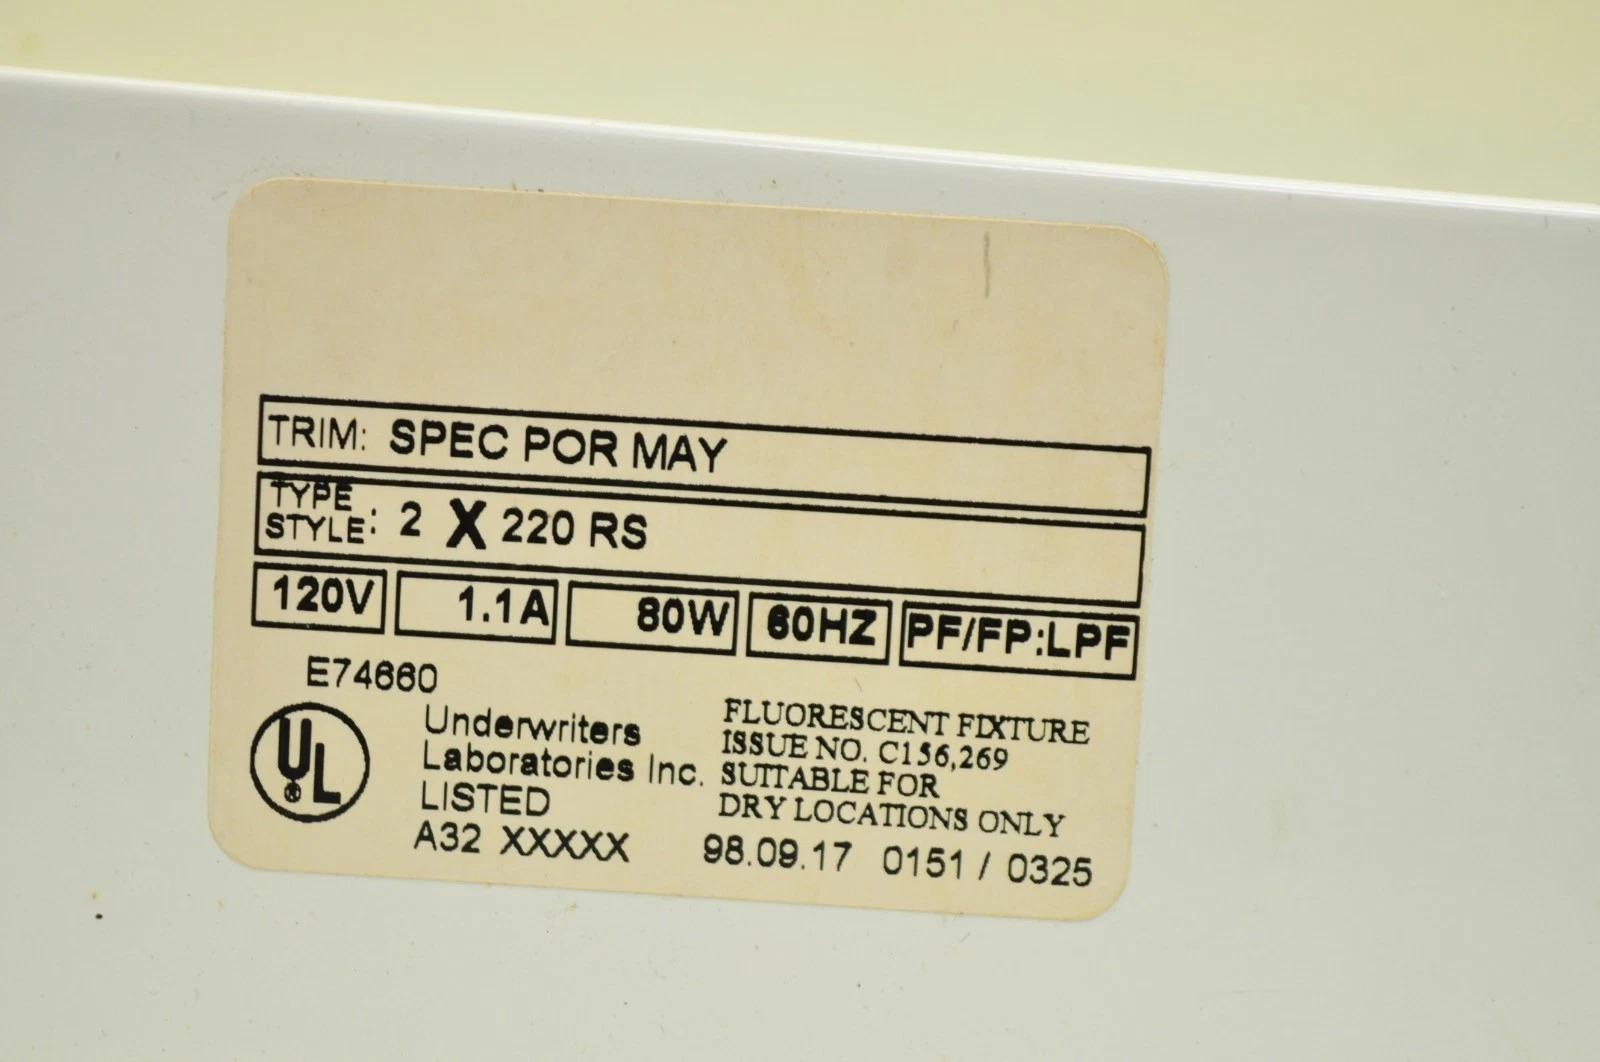 TRIM: SPEC POR MAY
TYPE STYLE: 2 X 220 RS
120V 1.1A 80W 60HZ PF/FP:LPF
E74660
UL ®
Underwriters
Laboratories Inc.
LISTED
A32 XXXXX
FLUORESCENT FIXTURE
ISSUE NO. C156,269
SUITABLE FOR
DRY LOCATIONS ONLY
98.09.17 0151 / 0325